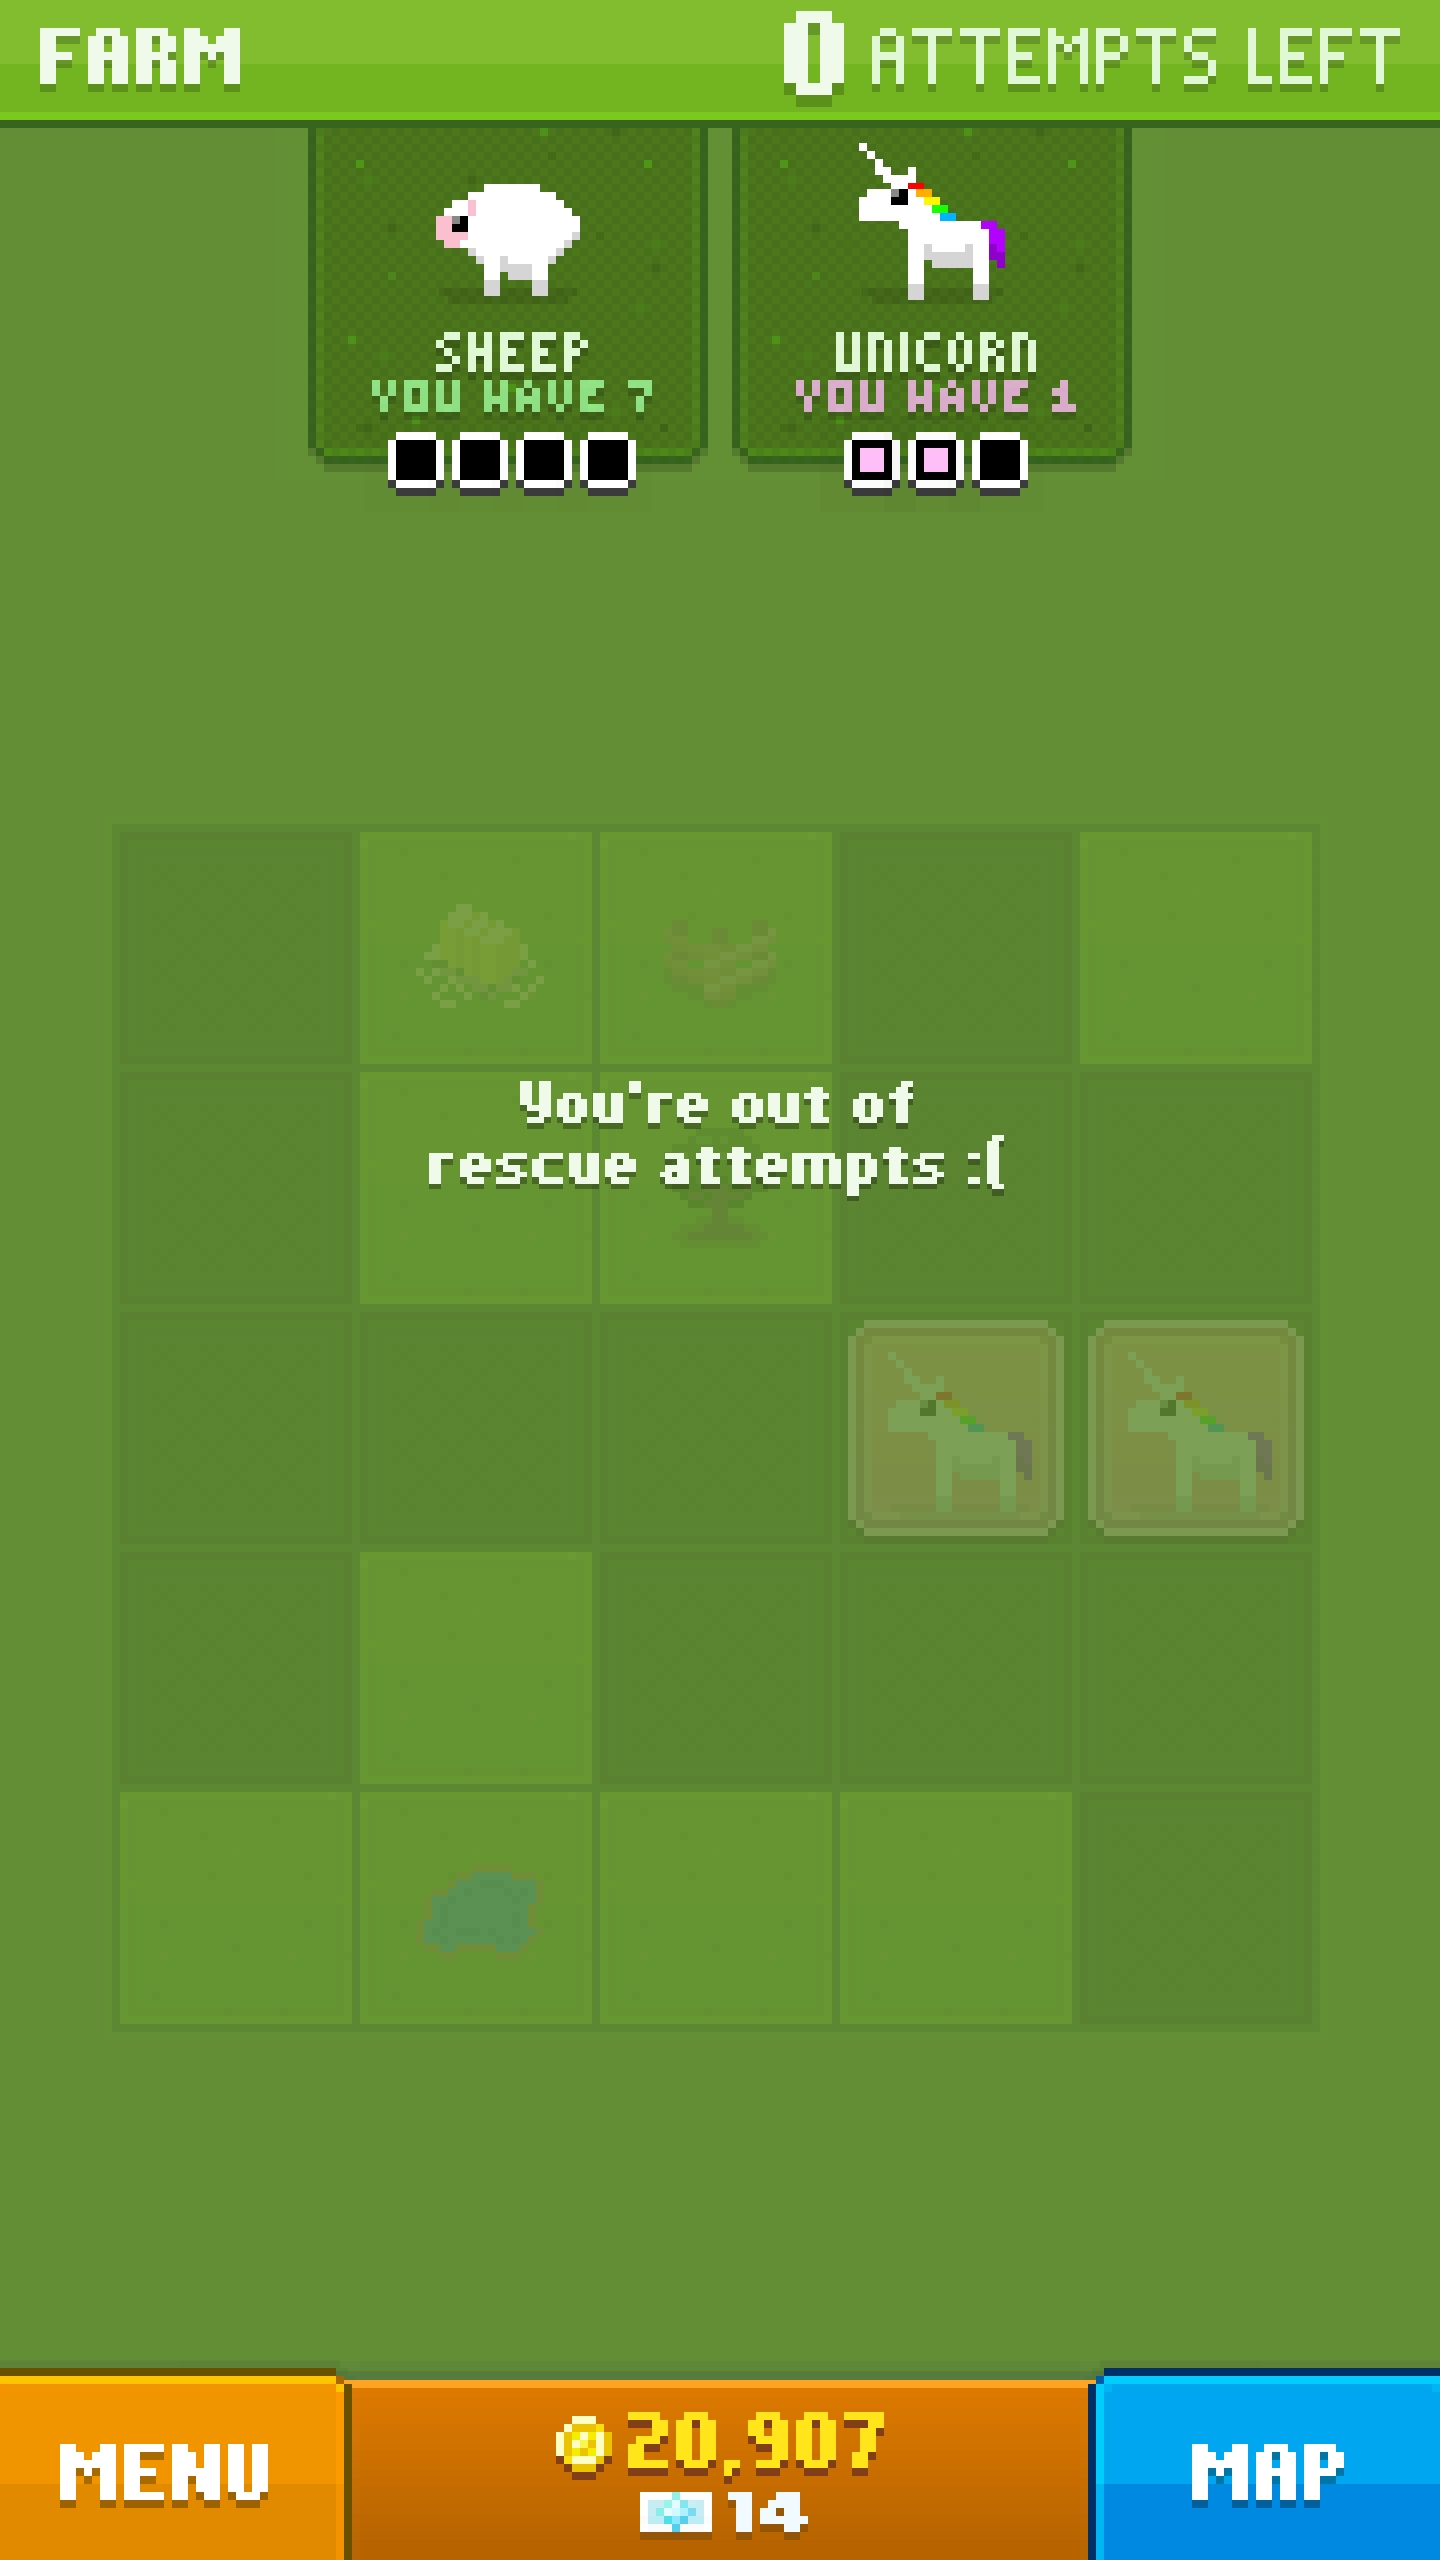 FARM
0 ATTEMPTS LEFT
SHEEP
YOU HAVE 7
UNICORN
YOU HAVE 1
You're out of
rescue attempts :(
MENU
20,907
14
MAP